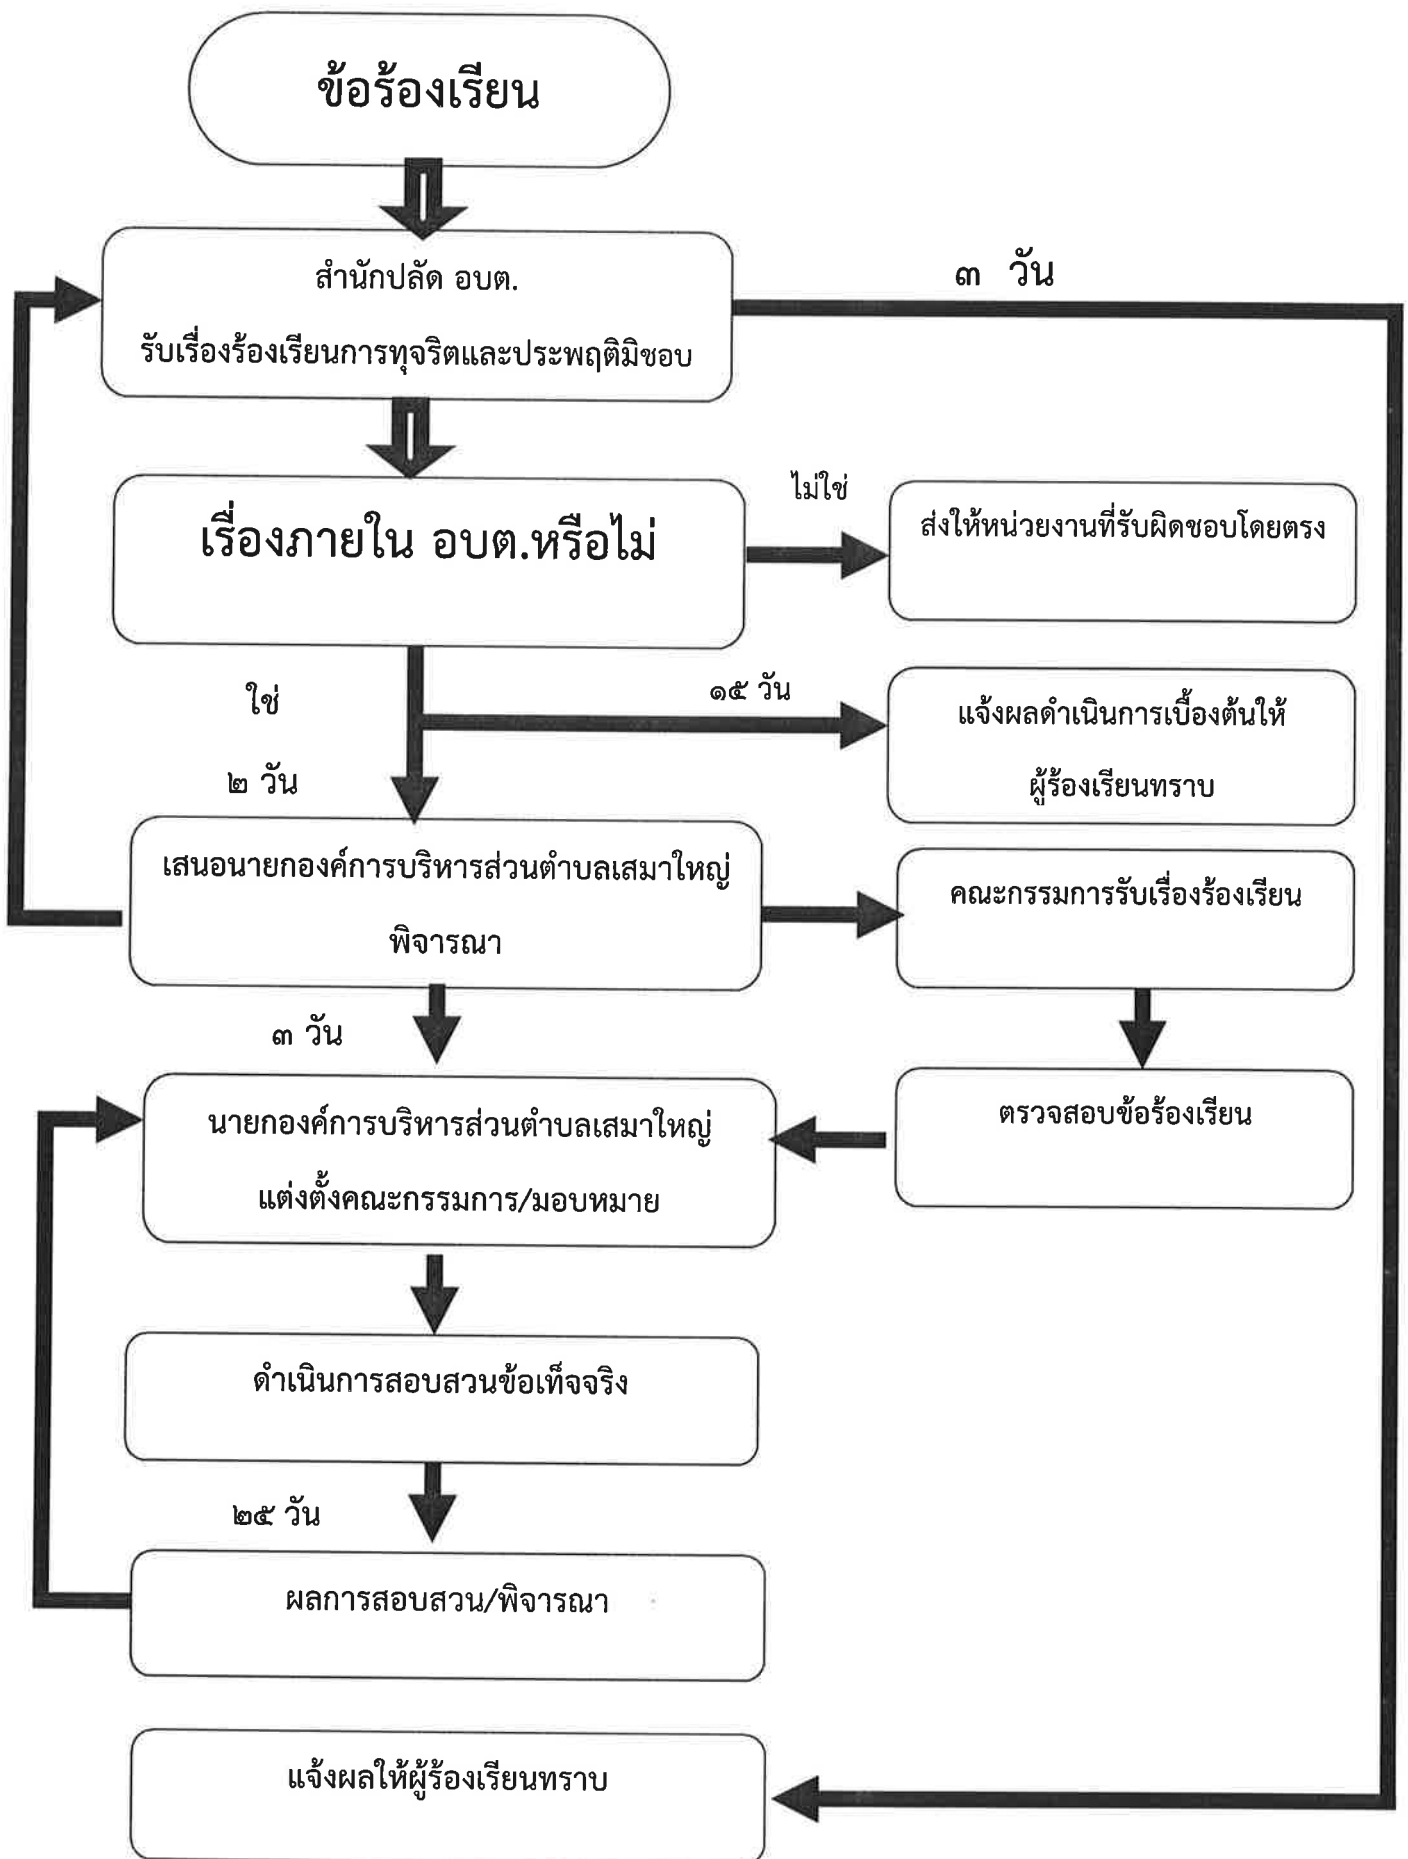 ข้อร้องเรียน
สำนักปลัด อบต.
รับเรื่องร้องเรียนการทุจริตและประพฤติมิชอบ
๓ วัน
เรื่องภายใน อบต.หรือไม่
ไม่ใช่
ส่งให้หน่วยงานที่รับผิดชอบโดยตรง
ใช่
๑๕ วัน
แจ้งผลดำเนินการเบื้องต้นให้
ผู้ร้องเรียนทราบ
๒ วัน
เสนอนายกองค์การบริหารส่วนตำบลเสมาใหญ่
พิจารณา
คณะกรรมการรับเรื่องร้องเรียน
๓ วัน
นายกองค์การบริหารส่วนตำบลเสมาใหญ่
แต่งตั้งคณะกรรมการ/มอบหมาย
ตรวจสอบข้อร้องเรียน
ดำเนินการสอบสวนข้อเท็จจริง
๒๕ วัน
ผลการสอบสวน/พิจารณา
แจ้งผลให้ผู้ร้องเรียนทราบ